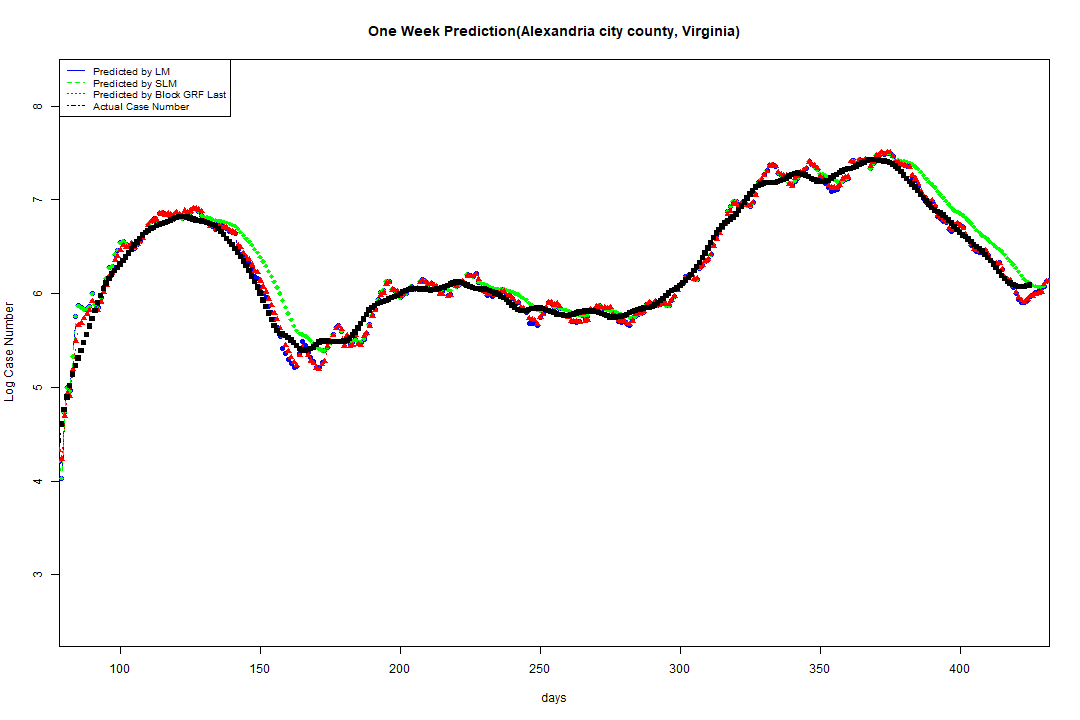 One Week Prediction(Alexandria city county, Virginia)
Predicted by LM
Predicted by SLM
Predicted by Block GRF Last
Actual Case Number
Log Case Number
8
7
6
5
4
3
100 150 200 250 300 350 400
days